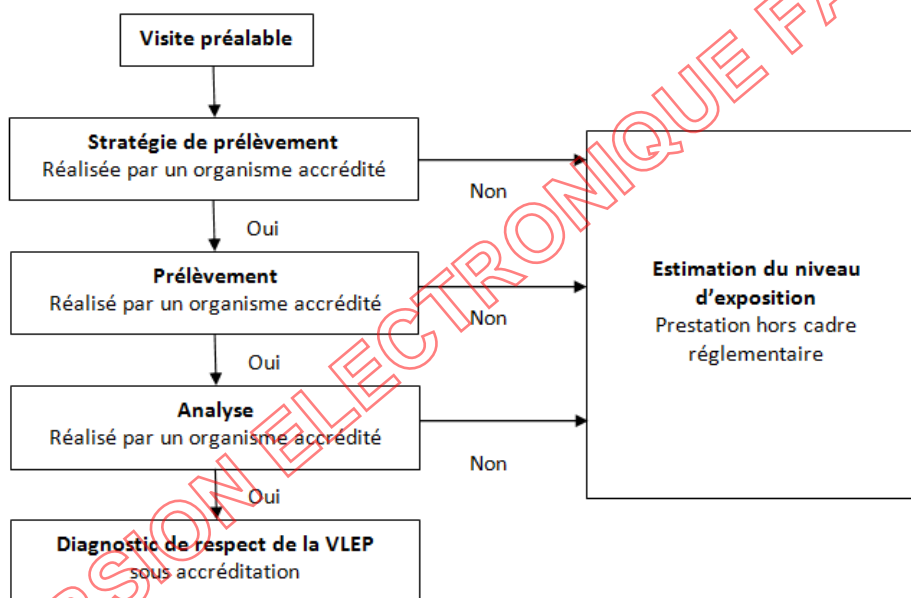 Visite préalable
Stratégie de prélèvement
Réalisée par un organisme accrédité
Non
Oui
Prélèvement
Réalisé par un organisme accrédité
Non
Oui
Analyse
Réalisé par un organisme accrédité
Non
Oui
Diagnostic de respect de la VLEP
sous accréditation
Estimation du niveau
d'exposition
Prestation hors cadre
réglementaire
ERSION ELECTRONIQUE FA